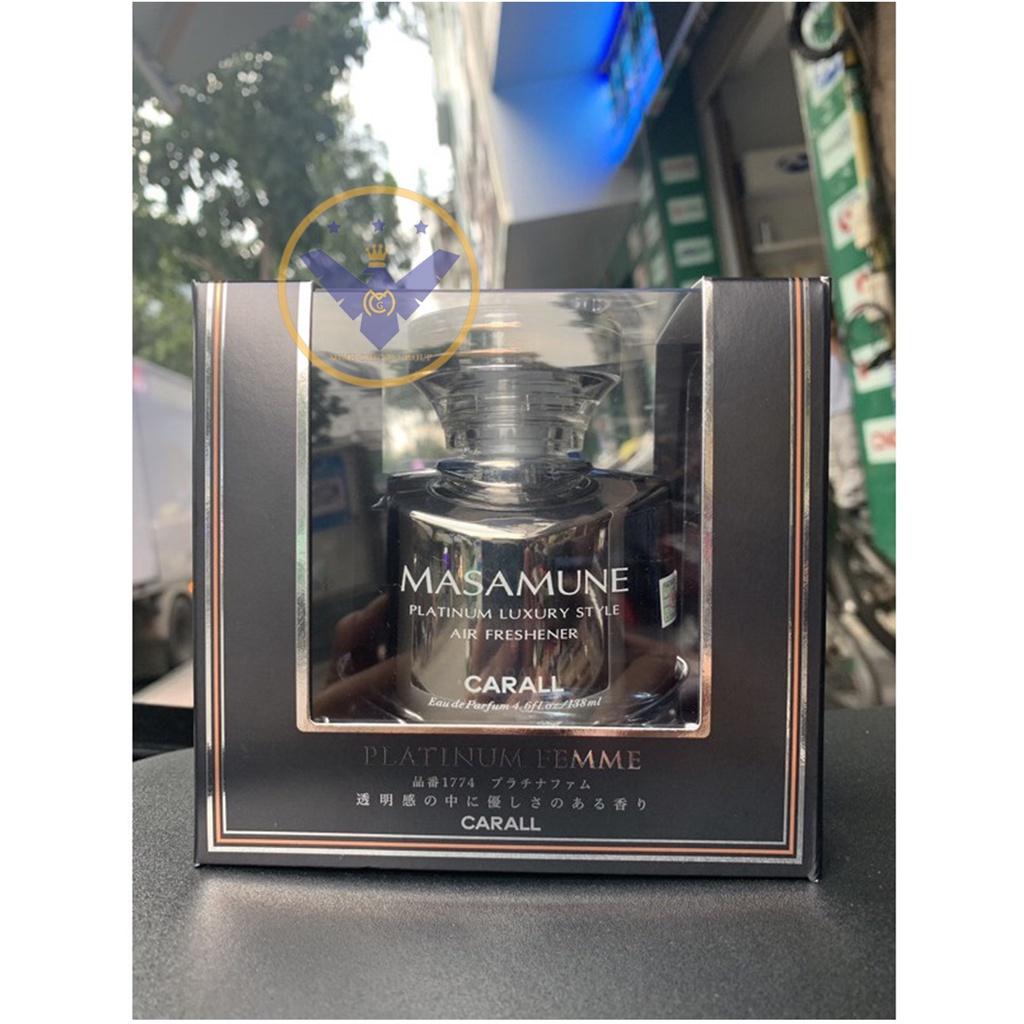 MASAMUNE
PLATINUM LUXURY STYLE
AIR FRESHENER
CARALL
Eau de Parfum 4.6fl.oz/138ml
PLATINUM FEMME
品番1774 プラチナファム
透明感の中に優しさのある香り
CARALL